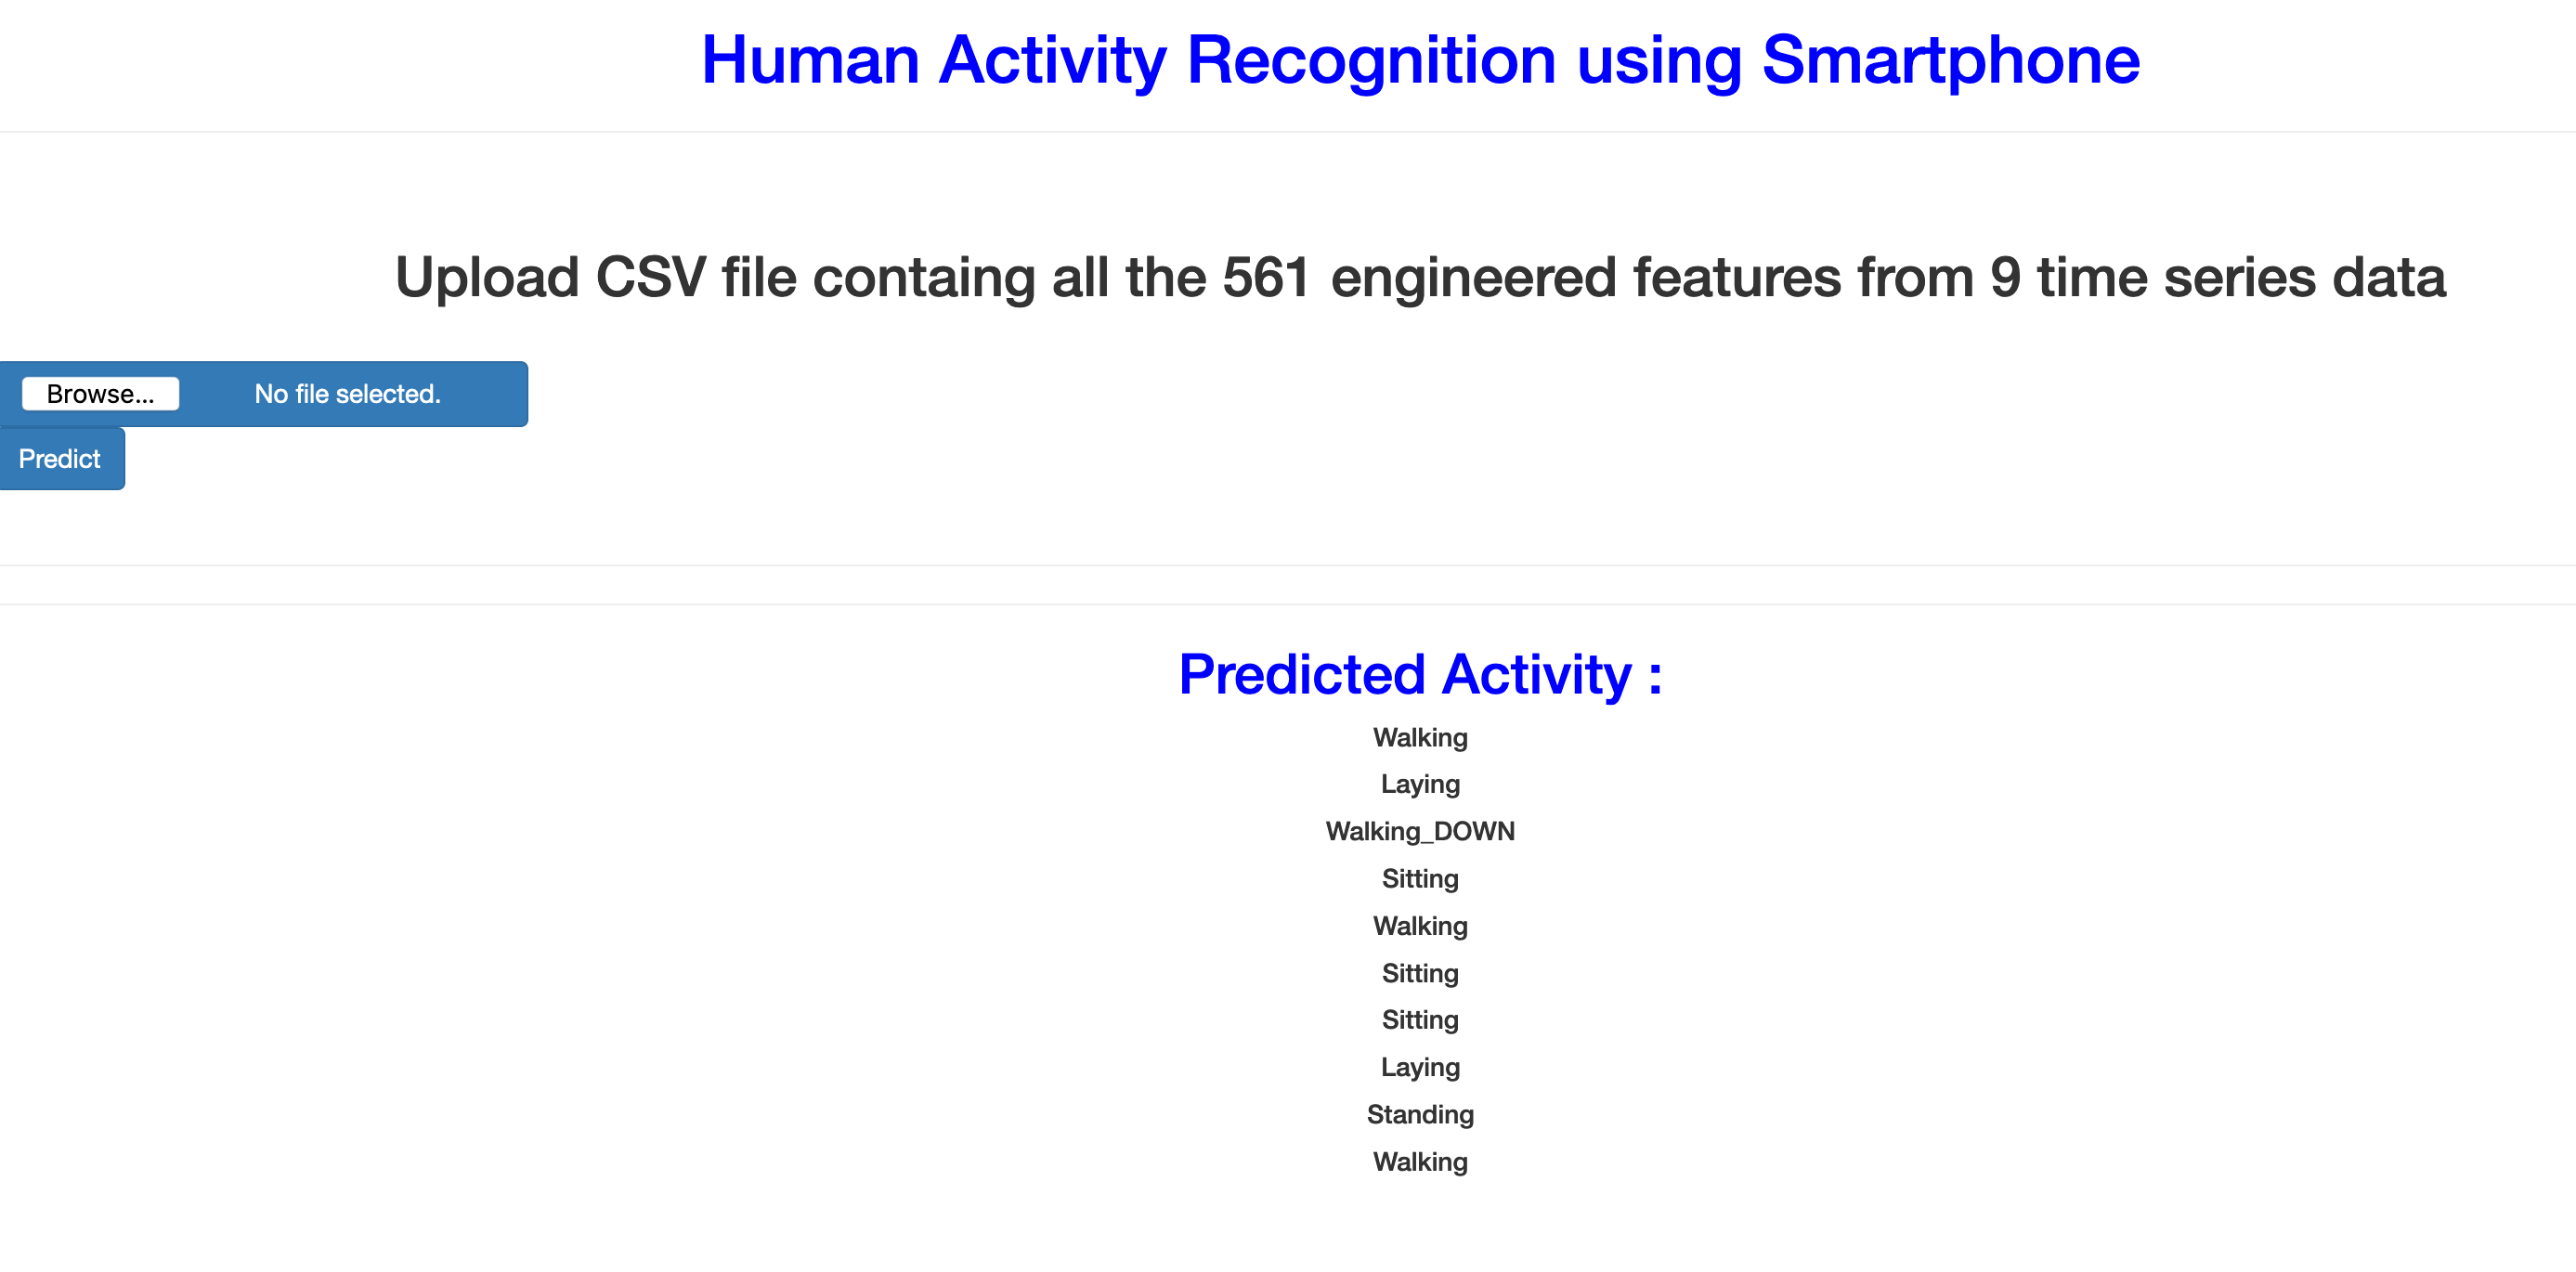 Human Activity Recognition using Smartphone
Upload CSV file containg all the 561 engineered features from 9 time series data
Browse... No file selected.
Predict
Predicted Activity :
Walking
Laying
Walking_DOWN
Sitting
Walking
Sitting
Sitting
Laying
Standing
Walking